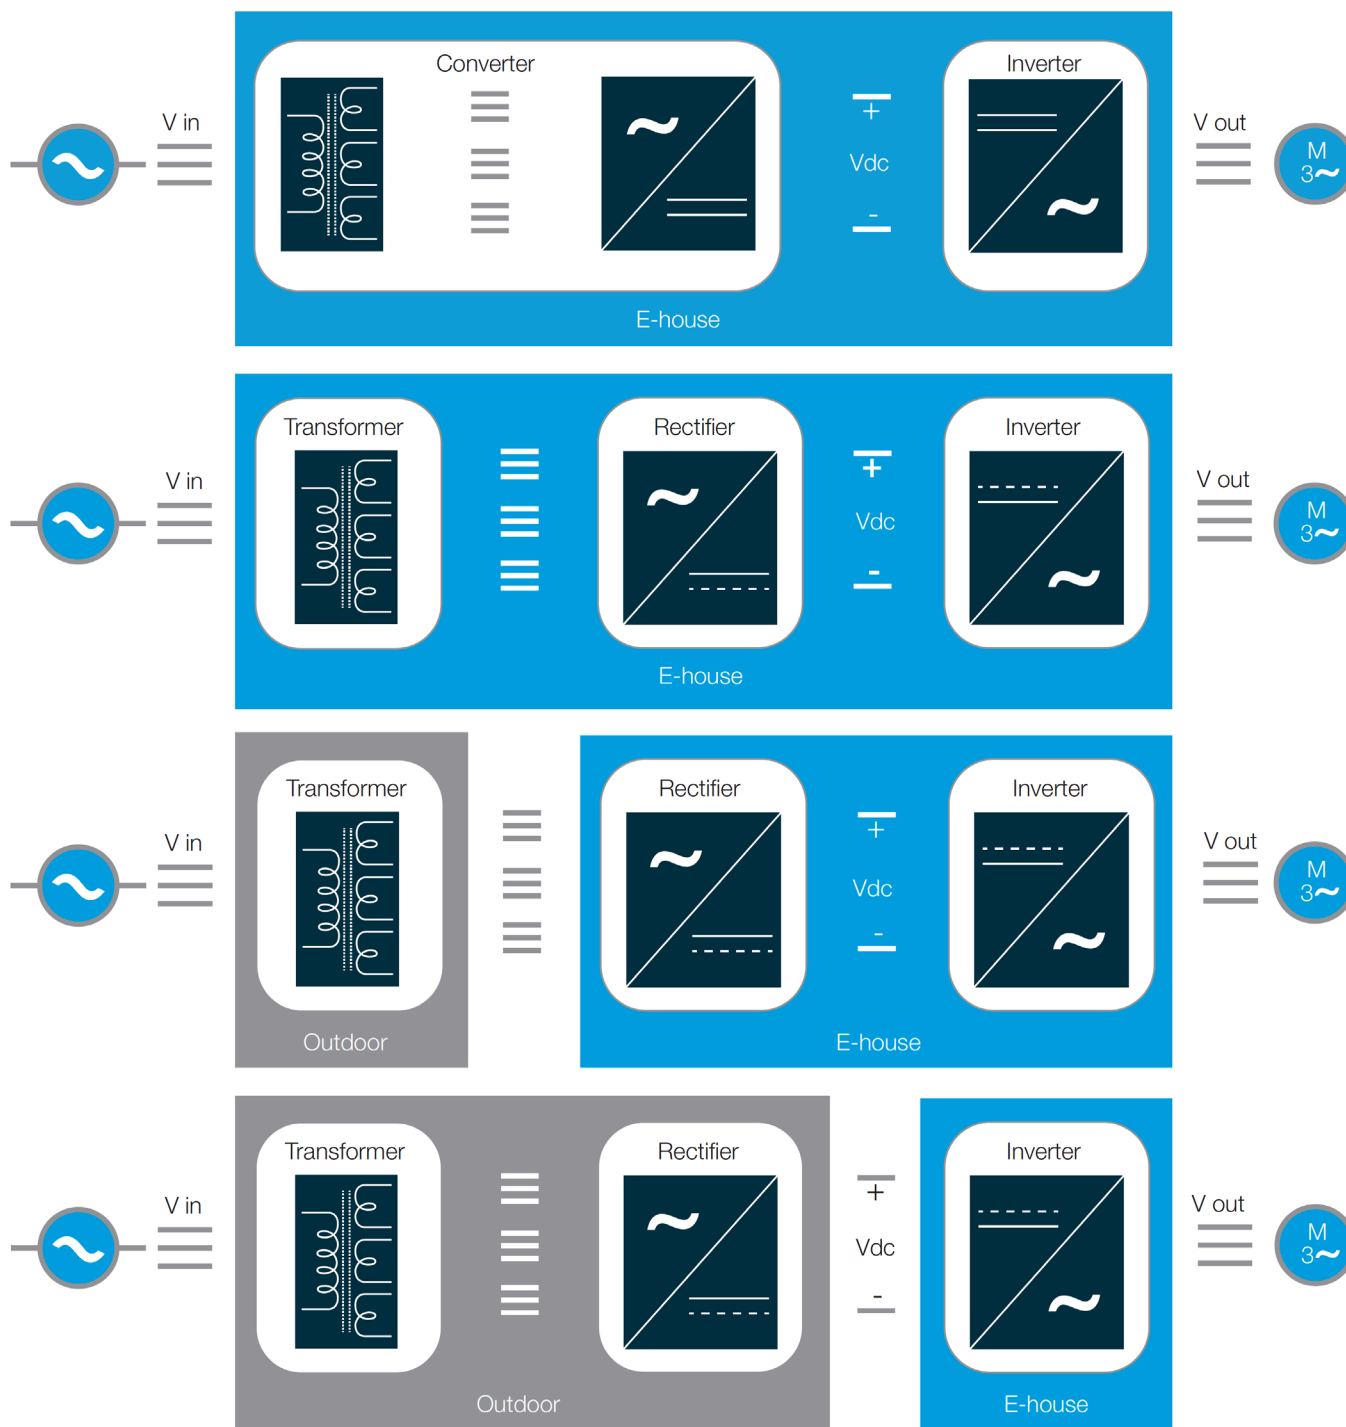 Converter
Inverter
V in
+
Vdc
-
V out
M
3~
E-house
Transformer
Rectifier
Inverter
V in
+
Vdc
-
V out
M
3~
E-house
Transformer
Rectifier
Inverter
V in
+
Vdc
-
V out
M
3~
Outdoor
E-house
Transformer
Rectifier
Inverter
V in
+
Vdc
-
V out
M
3~
Outdoor
E-house